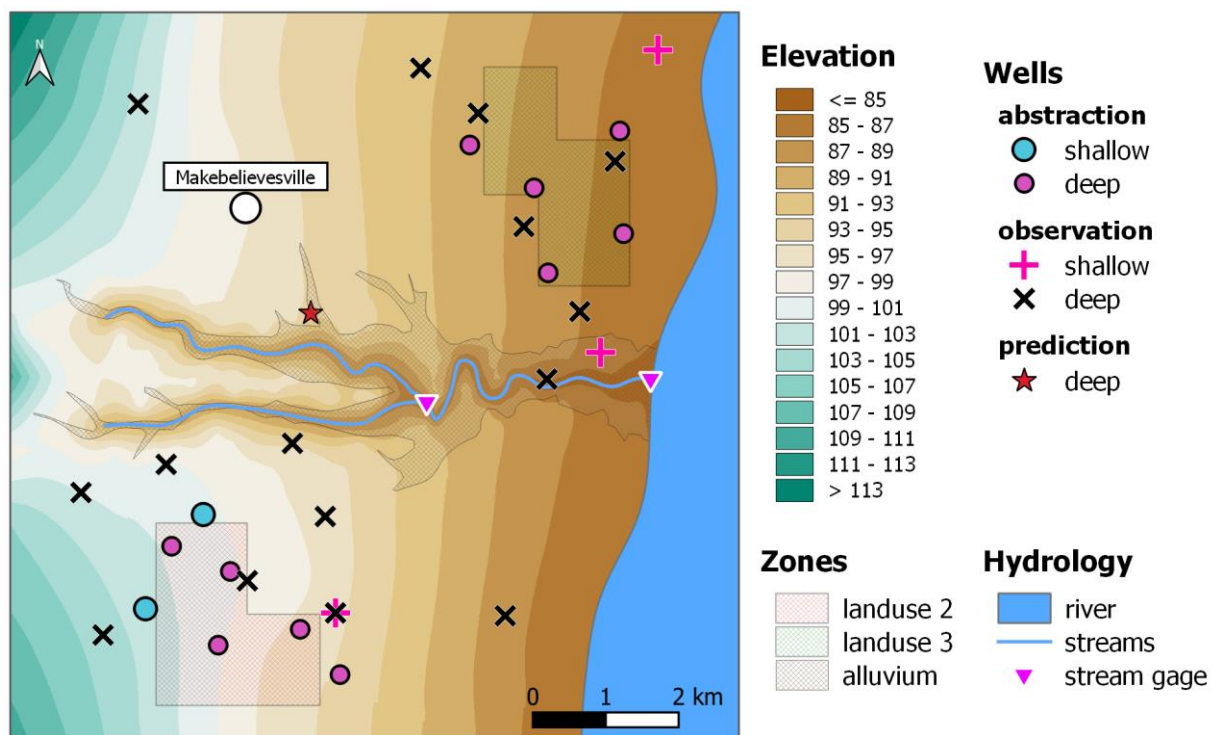 N
Makebelievesville
0 1 2 km
Elevation
<= 85
85 - 87
87 - 89
89 - 91
91 - 93
93 - 95
95 - 97
97 - 99
99 - 101
101 - 103
103 - 105
105 - 107
107 - 109
109 - 111
111 - 113
> 113
Wells
abstraction
shallow
deep
observation
shallow
deep
prediction
deep
Zones
landuse 2
landuse 3
alluvium
Hydrology
river
streams
stream gage